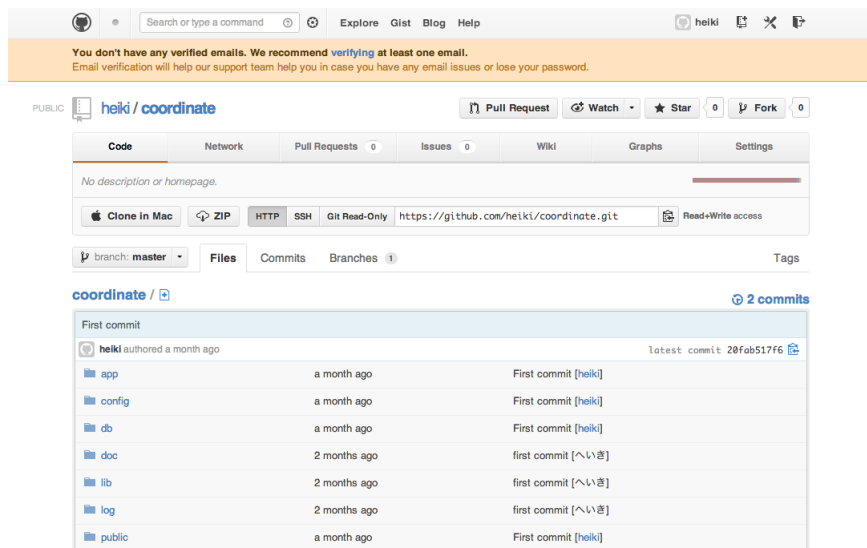 Search or type a command Explore Gist Blog Help heiki
You don't have any verified emails. We recommend verifying at least one email.
Email verification will help our support team help you in case you have any email issues or lose your password.
PUBLIC heiki / coordinate Pull Request Watch Star 0 Fork 0
Code Network Pull Requests 0 Issues 0 Wiki Graphs Settings
No description or homepage.
Clone in Mac ZIP HTTP SSH Git Read-Only https://github.com/heiki/coordinate.git Read+Write access
branch: master Files Commits Branches 1 Tags
coordinate / 2 commits
First commit
heiki authored a month ago latest commit 20fab517f6
app a month ago First commit [heiki]
config a month ago First commit [heiki]
db a month ago First commit [heiki]
doc 2 months ago first commit [へいき]
lib 2 months ago first commit [へいき]
log 2 months ago first commit [へいき]
public a month ago First commit [heiki]